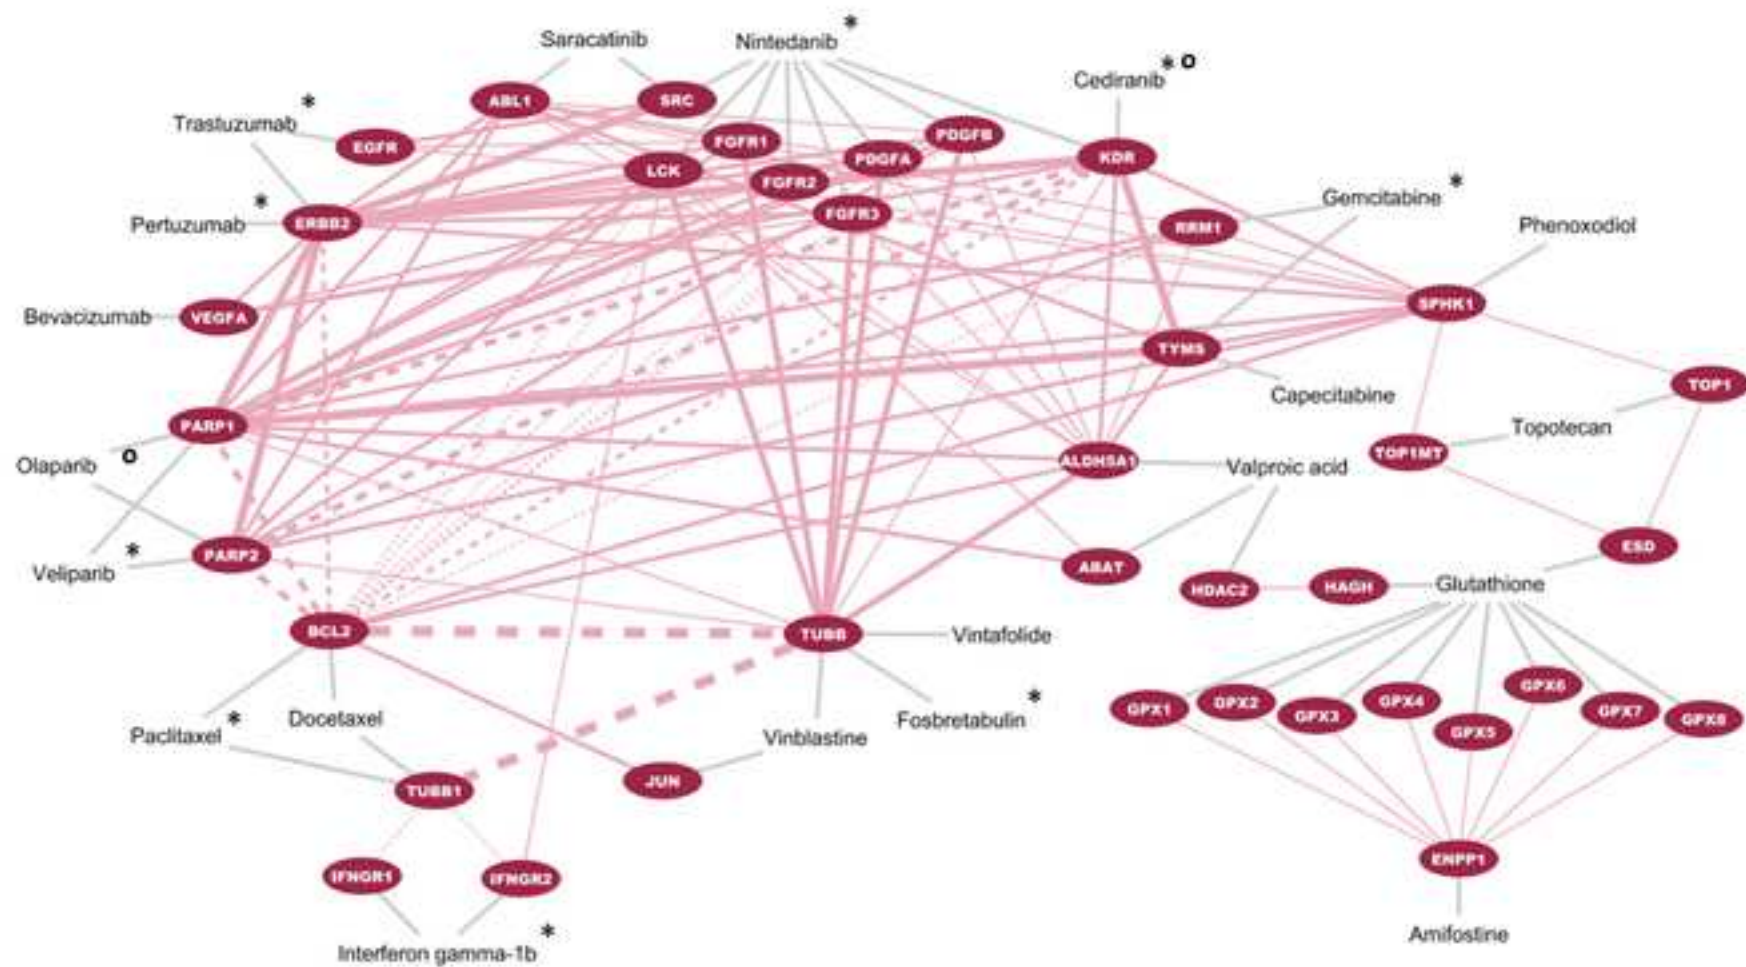 Saracatinib
Nintedanib *
Cediranib * o
Trastuzumab *
ABL1
SRC
EGFR
FGFR1
PDGFB
LCK
PDGFA
KDR
FGFR2
Gemcitabine *
Pertuzumab *
ERBB2
FGFR3
RRM1
Phenoxodiol
Bevacizumab
VEGFA
SPHK1
TYMS
Capecitabine
TOP1
PARP1
Topotecan
Olaparib o
ALDH5A1
Valproic acid
TOP1MT
PARP2
Veliparib *
ABAT
ESD
HDAC2
HAGH
Glutathione
BCL2
TUBB
Vintafolide
Paclitaxel *
Docetaxel
Vinblastine
Fosbretabulin *
GPX1
GPX2
GPX3
GPX4
GPX5
GPX6
GPX7
GPX8
TUBB1
JUN
IFNGR1
IFNGR2
ENPP1
Interferon gamma-1b *
Amifostine